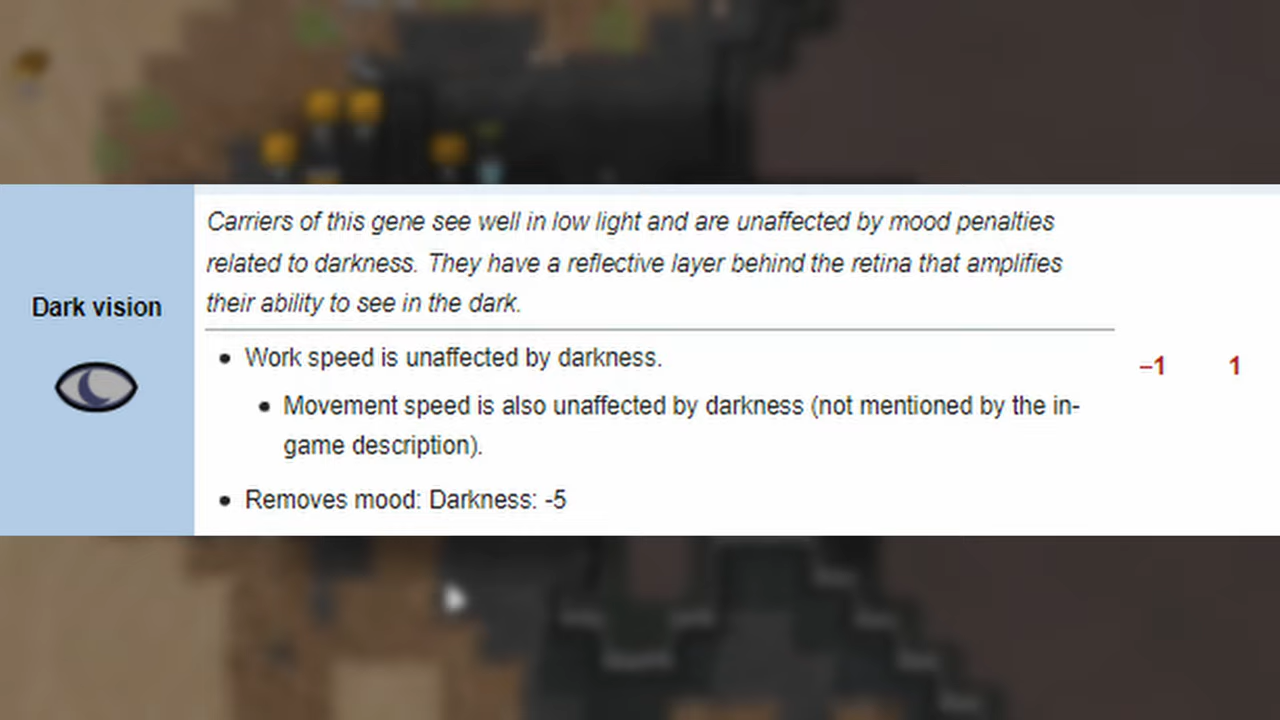 Carriers of this gene see well in low light and are unaffected by mood penalties
related to darkness. They have a reflective layer behind the retina that amplifies
their ability to see in the dark.
Dark vision
• Work speed is unaffected by darkness.
• Movement speed is also unaffected by darkness (not mentioned by the in-
game description).
• Removes mood: Darkness: -5
–1 1